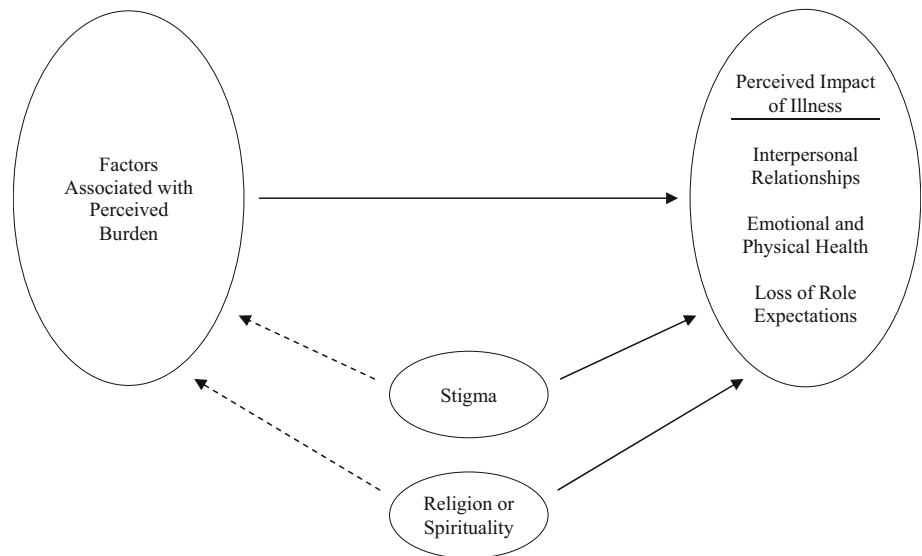 Factors
Associated with
Perceived
Burden
Perceived Impact
of Illness
Interpersonal
Relationships
Emotional and
Physical Health
Loss of Role
Expectations
Stigma
Religion or
Spirituality